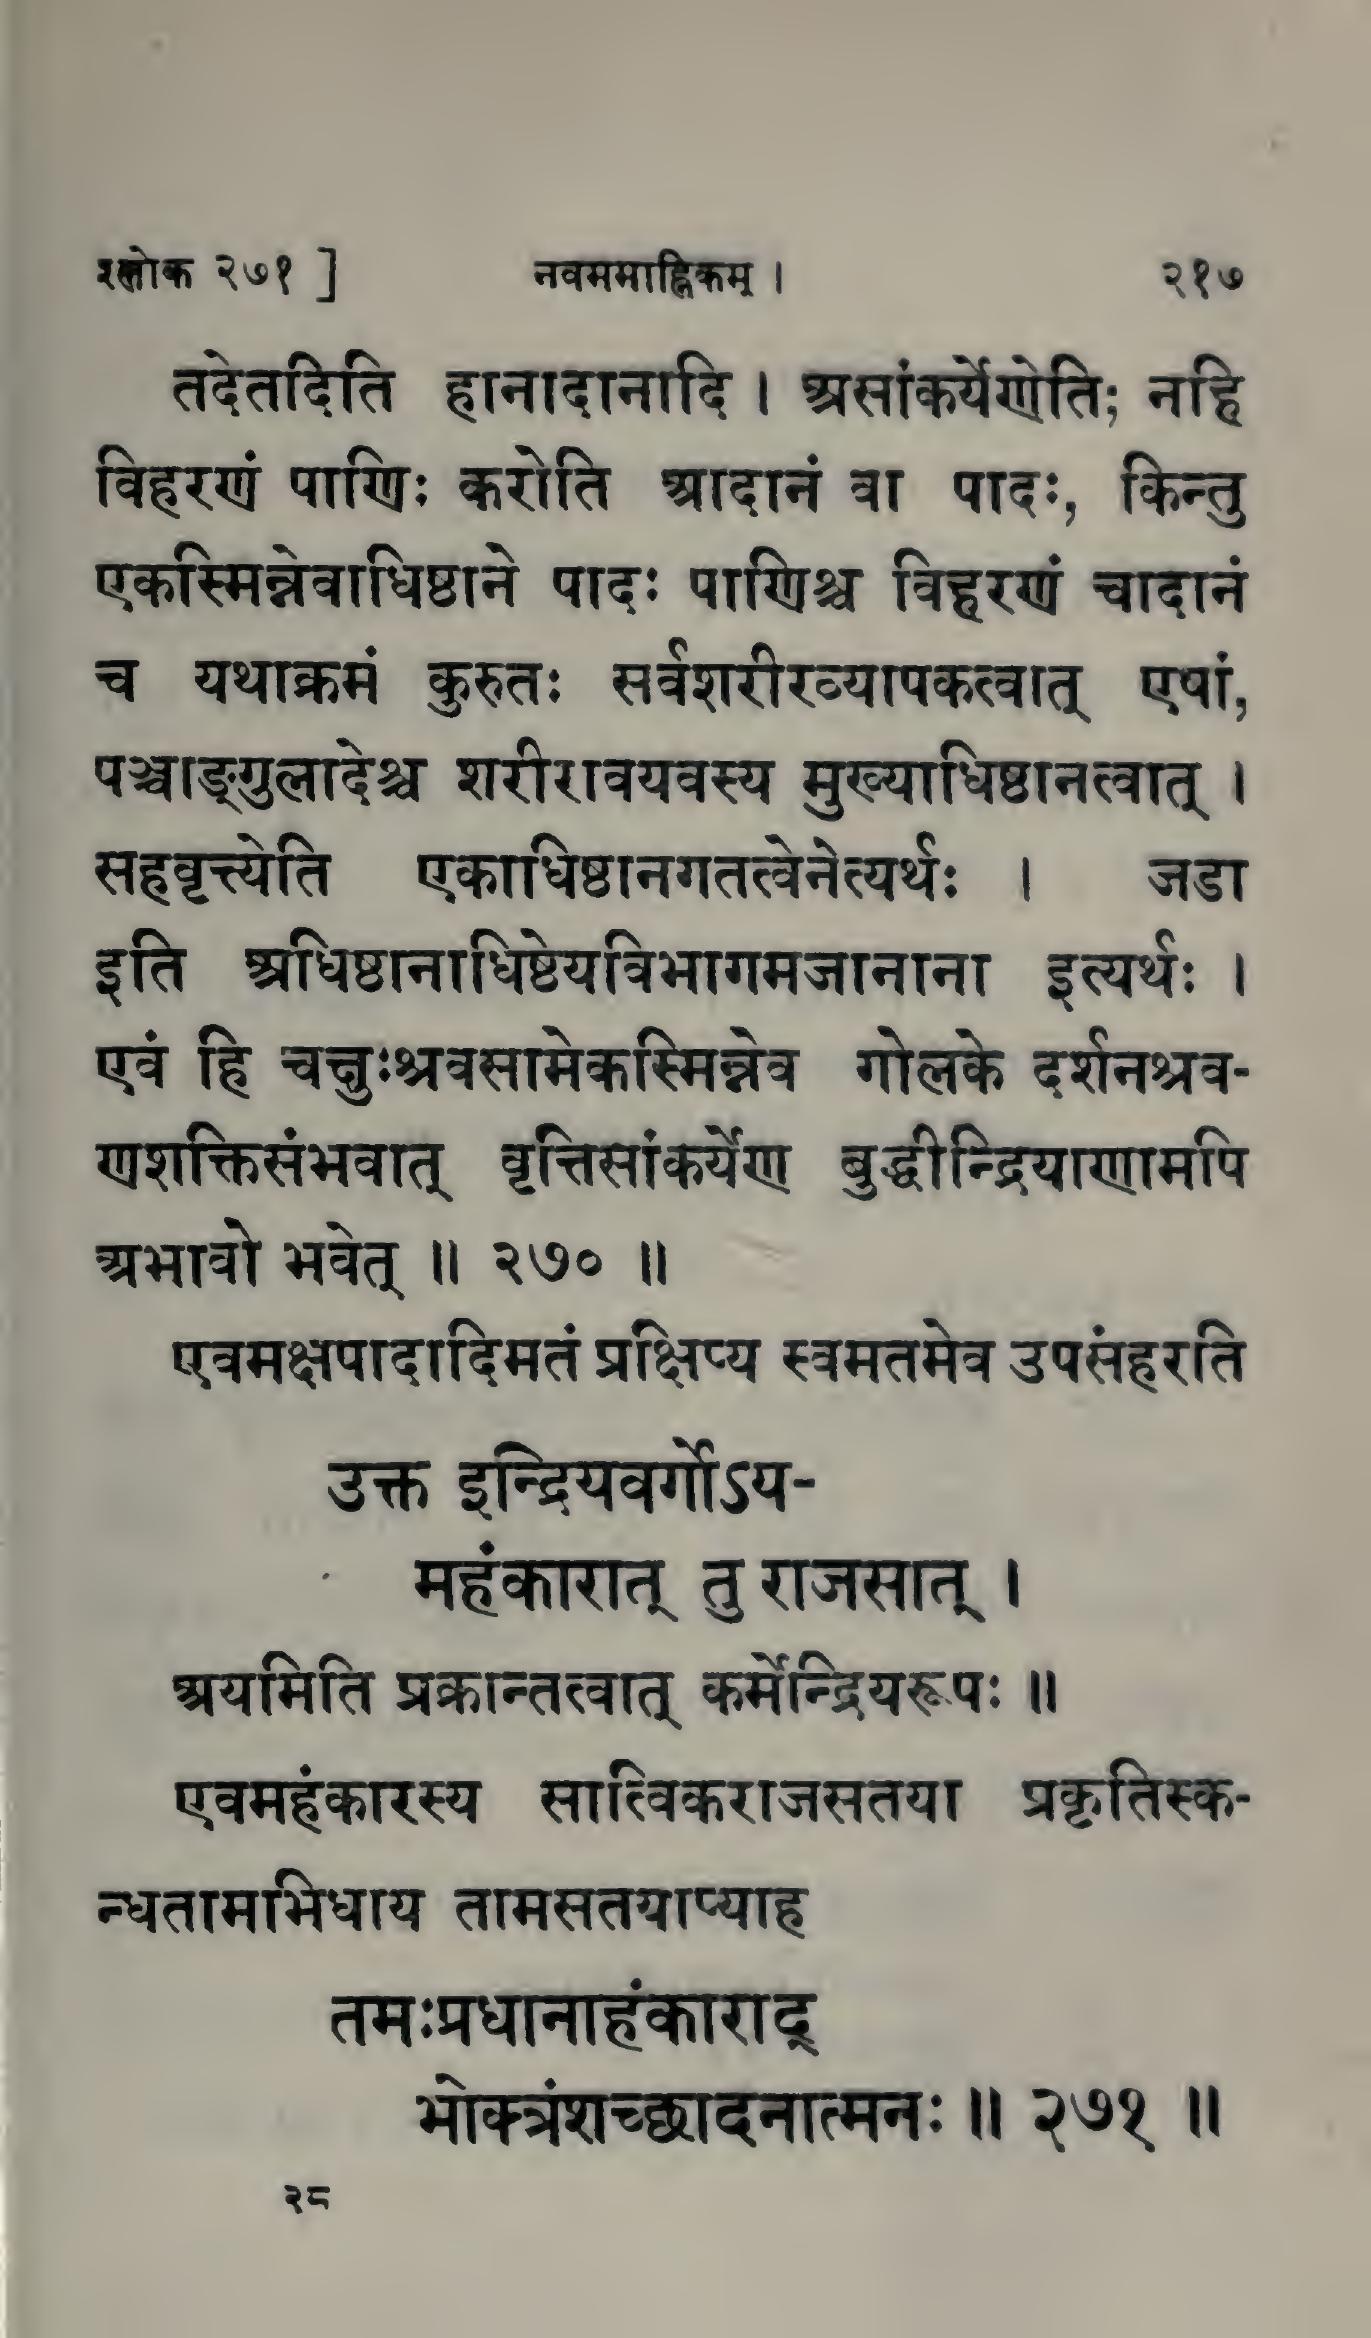 श्लोक २७१ ] नवममाह्निकम् । २१७
तदेतदिति हानादानादि । असांकर्येणेति; नहि
विहरणं पाणिः करोति आदानं वा पादः, किन्तु
एकस्मिन्नेवाधिष्ठाने पादः पाणिश्च विहरणं चादानं
च यथाक्रमं कुरुतः सर्वशरीरव्यापकत्वात् एषां,
पञ्चाङ्गुलादेश्च शरीरावयवस्य मुख्याधिष्ठानत्वात् ।
सहवृत्त्येति एकाधिष्ठानगतत्वेनेत्यर्थः । जडा
इति अधिष्ठानाधिष्ठेयविभागमजानाना इत्यर्थः ।
एवं हि चक्षुःश्रवसामेकस्मिन्नेव गोलके दर्शनश्रव-
णशक्तिसंभवात् वृत्तिसांकर्येण बुद्धीन्द्रियाणामपि
अभावो भवेत् ॥ २७० ॥
एवमक्षपादादिमतं प्रक्षिप्य स्वमतमेव उपसंहरति
उक्त इन्द्रियवर्गोऽय-
महंकारात् तु राजसात् ।
अयमिति प्रक्रान्तत्वात् कर्मेन्द्रियरूपः ॥
एवमहंकारस्य सात्विकराजसतया प्रकृतिस्क-
न्धतामभिधाय तामसतयाप्याह
तमःप्रधानाहंकाराद्
भोक्त्रंशच्छादनात्मनः ॥ २७१ ॥
२८